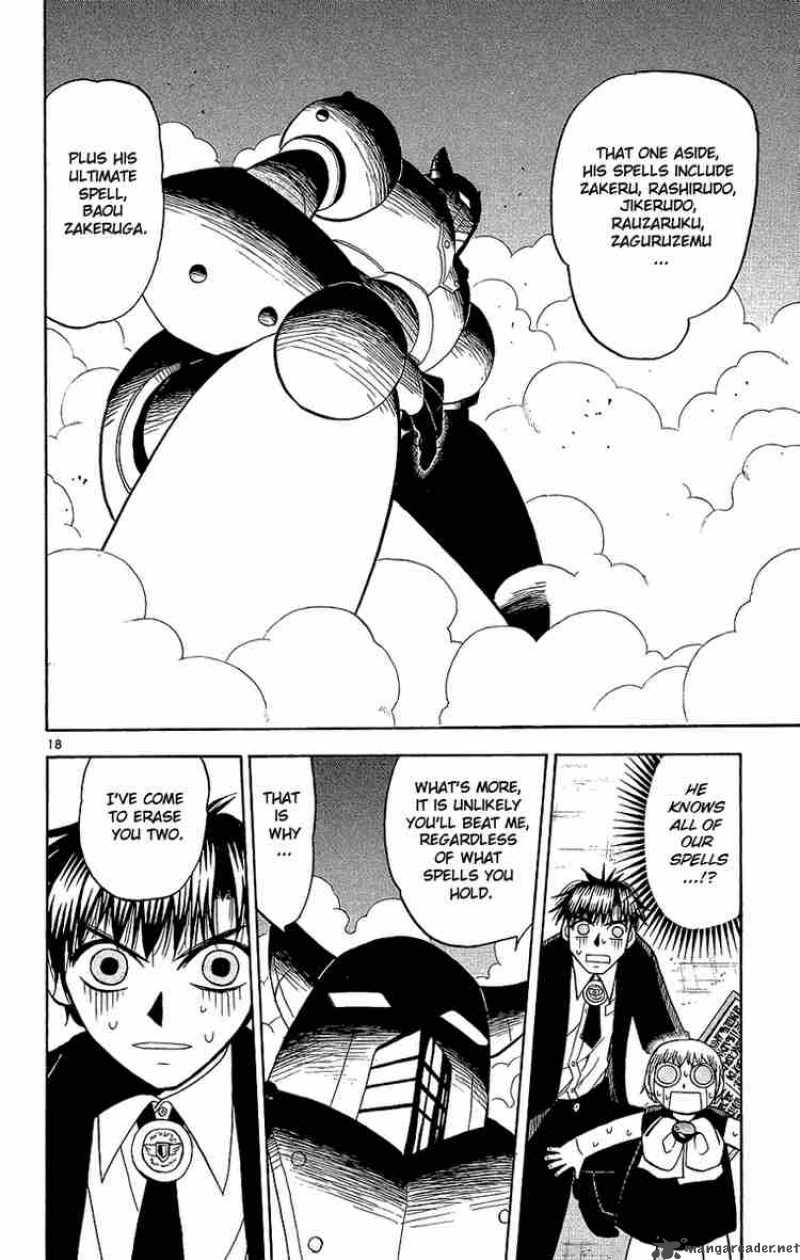 THAT ONE ASIDE,
HIS SPELLS INCLUDE
ZAKERU, RASHIRUDO,
JIKERUDO,
RAUZARUKU,
ZAGURUZEMU
...
PLUS HIS
ULTIMATE
SPELL,
BAOU
ZAKERUGA.
18
HE
KNOWS
ALL OF
OUR
SPELLS
...!?
WHAT'S MORE,
IT IS UNLIKELY
YOU'LL BEAT ME,
REGARDLESS
OF WHAT
SPELLS YOU
HOLD.
THAT
IS
WHY
...
I'VE COME
TO ERASE
YOU TWO.
mangarcader.net